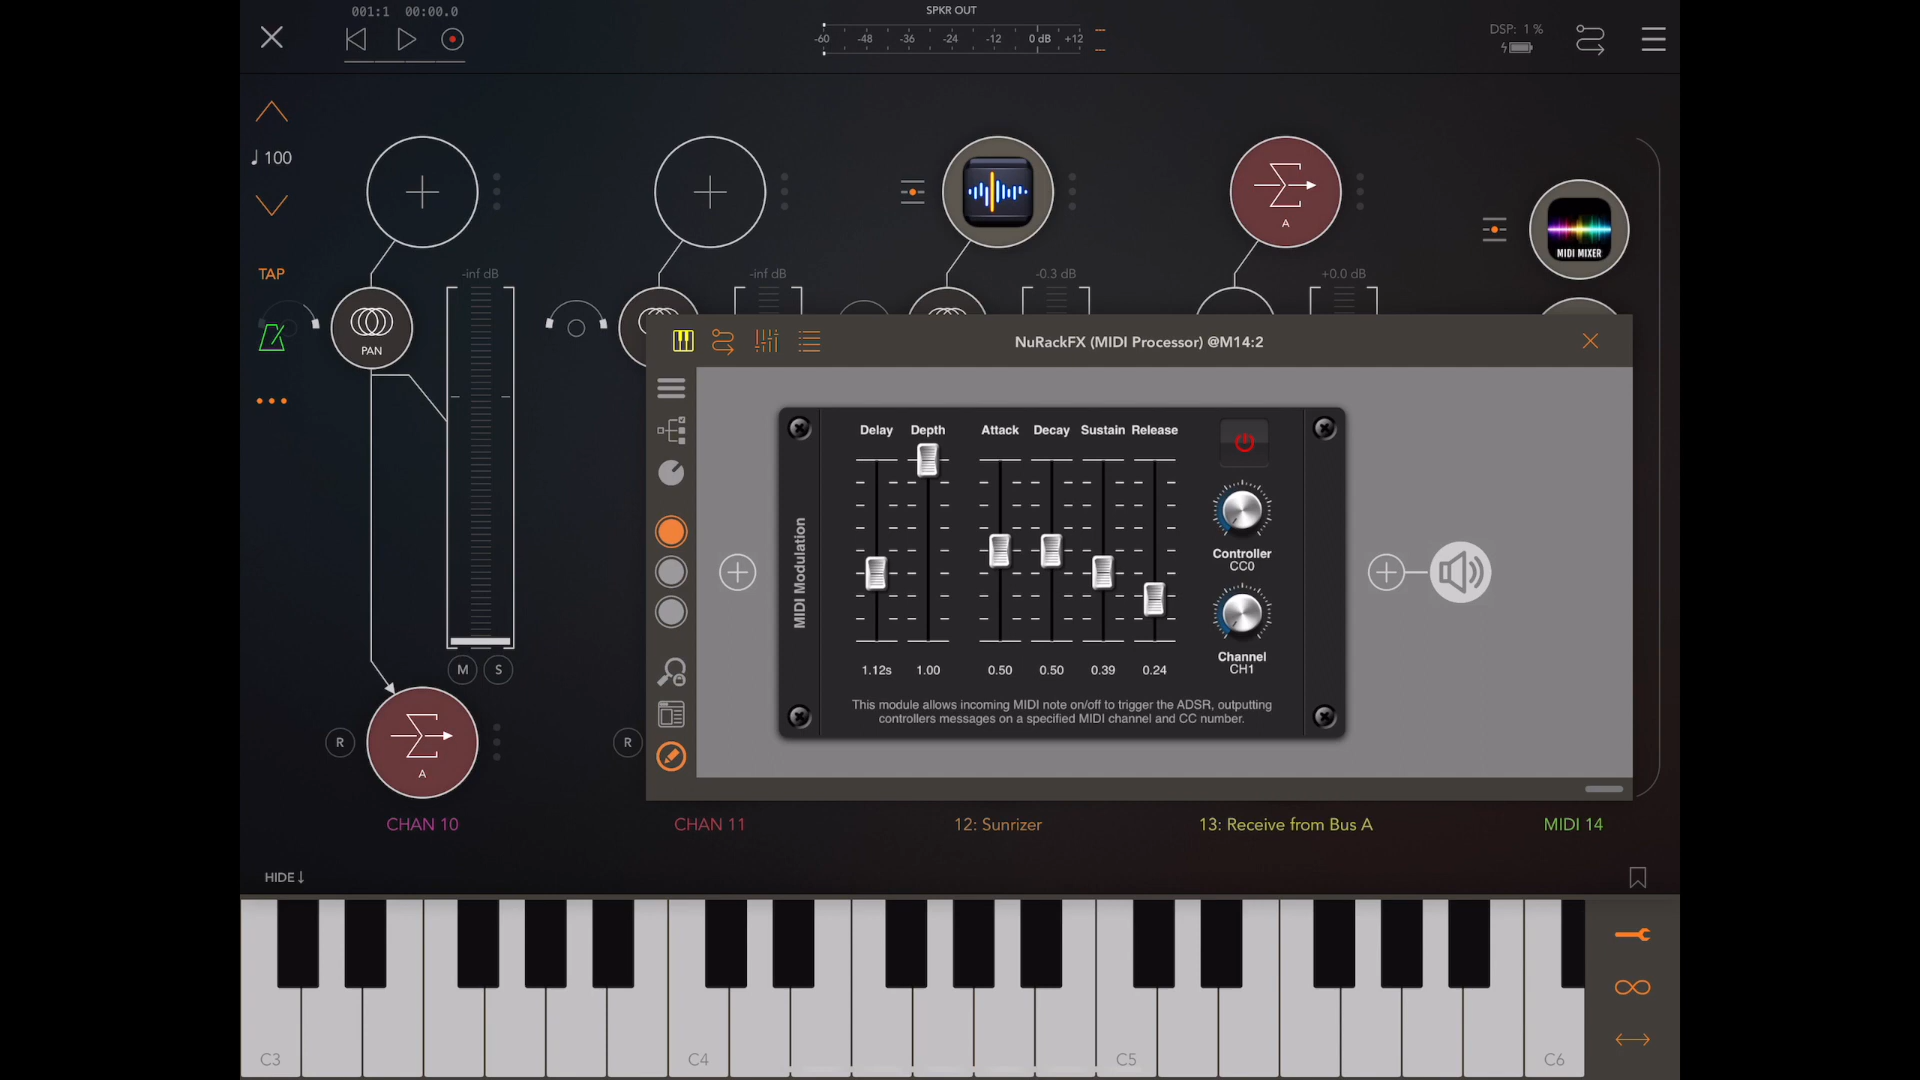 001:1 00:00.0
SPKR OUT
-60 -48 -36 -24 -12 0 dB +12
DSP: 1 %
♩ 100
TAP
A
MIDI MIXER
-inf dB
-inf dB
-0.3 dB
+0.0 dB
PAN
NuRackFX (MIDI Processor) @M14:2
Delay Depth Attack Decay Sustain Release
MIDI Modulation
Controller
CC0
Channel
CH1
1.12s 1.00 0.50 0.50 0.39 0.24
This module allows incoming MIDI note on/off to trigger the ADSR, outputting
controllers messages on a specified MIDI channel and CC number.
M S
R
A
R
CHAN 10
CHAN 11
12: Sunrizer
13: Receive from Bus A
MIDI 14
HIDE↓
C3 C4 C5 C6